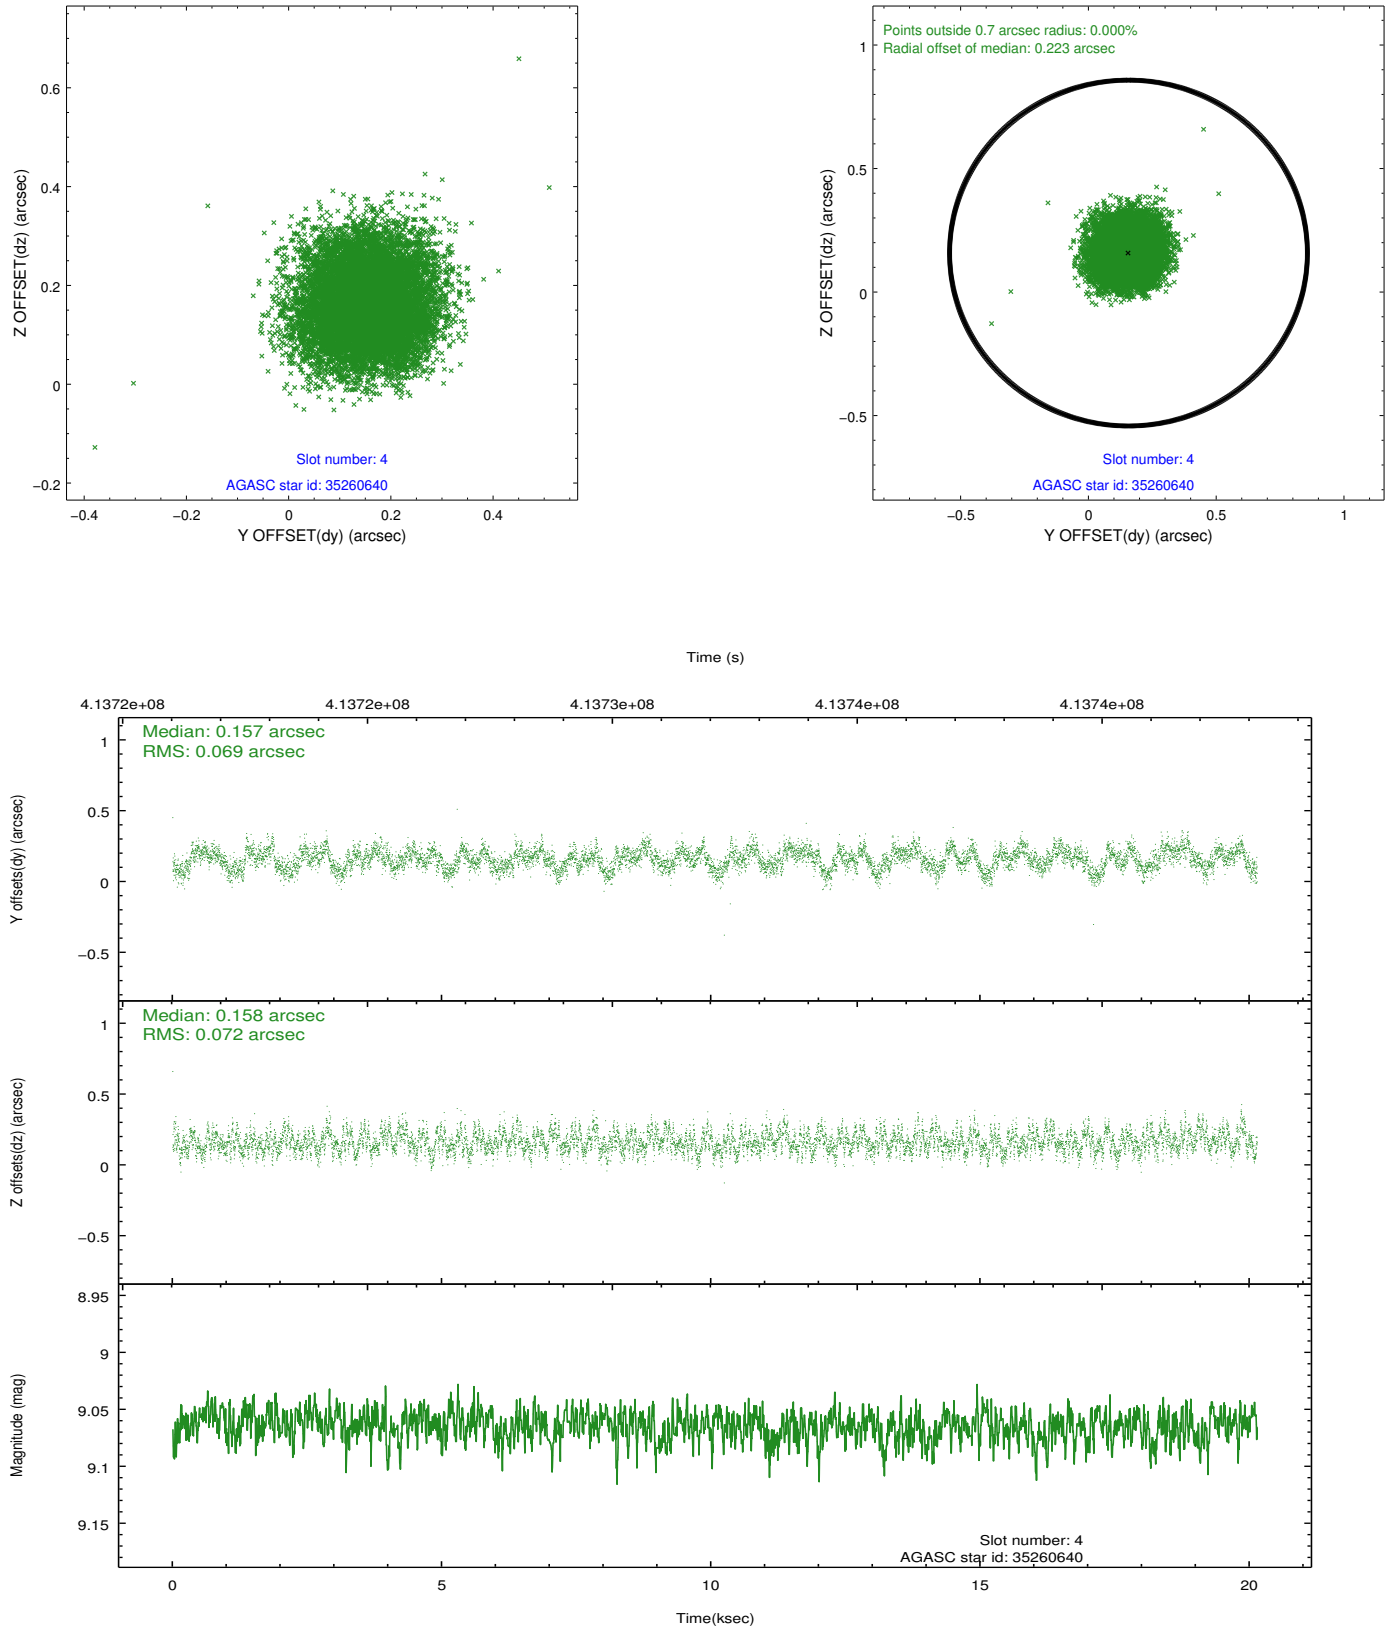 0.6
0.4
0.2
0
−0.2
Z OFFSET(dz) (arcsec)
Slot number: 4
AGASC star id: 35260640
−0.4 −0.2 0 0.2 0.4
Y OFFSET(dy) (arcsec)
Points outside 0.7 arcsec radius: 0.000%
Radial offset of median: 0.223 arcsec
1
0.5
0
−0.5
Z OFFSET(dz) (arcsec)
Slot number: 4
AGASC star id: 35260640
−0.5 0 0.5 1
Y OFFSET(dy) (arcsec)
Time (s)
4.1372e+08 4.1372e+08 4.1373e+08 4.1374e+08 4.1374e+08
Median: 0.157 arcsec
RMS: 0.069 arcsec
1
0.5
0
−0.5
Y offsets(dy) (arcsec)
Median: 0.158 arcsec
RMS: 0.072 arcsec
1
0.5
0
−0.5
Z offsets(dz) (arcsec)
8.95
9
9.05
9.1
9.15
Magnitude (mag)
Slot number: 4
AGASC star id: 35260640
0 5 10 15 20
Time(ksec)